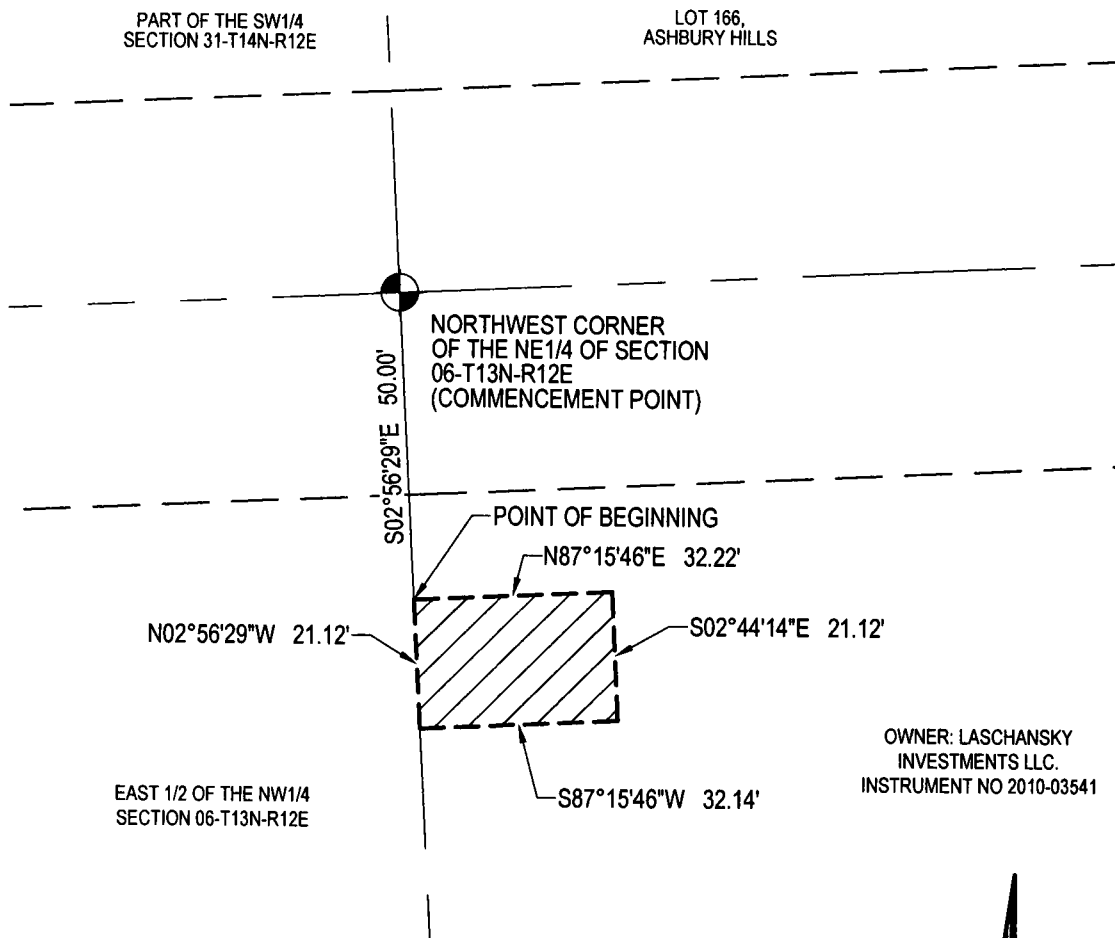 PART OF THE SW1/4
SECTION 31-T14N-R12E
LOT 166,
ASHBURY HILLS
NORTHWEST CORNER
OF THE NE1/4 OF SECTION
06-T13N-R12E
(COMMENCEMENT POINT)
S02°56'29"E 50.00'
POINT OF BEGINNING
N87°15'46"E 32.22'
N02°56'29"W 21.12'
S02°44'14"E 21.12'
S87°15'46"W 32.14'
OWNER: LASCHANSKY
INVESTMENTS LLC.
INSTRUMENT NO 2010-03541
EAST 1/2 OF THE NW1/4
SECTION 06-T13N-R12E